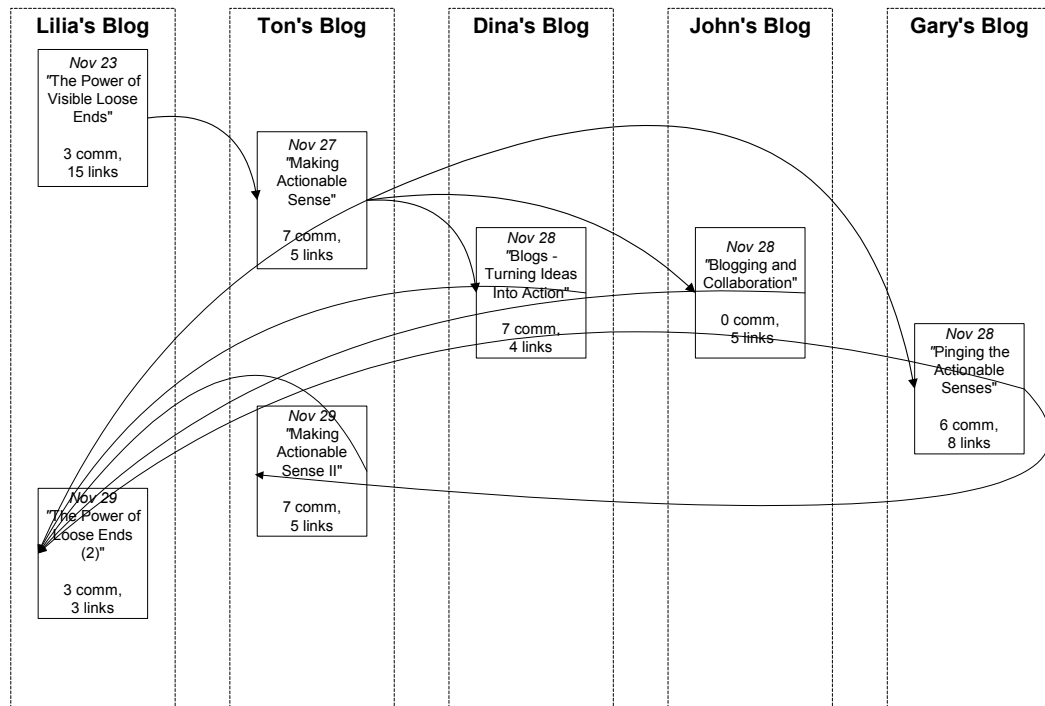 Lilia's Blog
Ton's Blog
Dina's Blog
John's Blog
Gary's Blog
Nov 23
"The Power of
Visible Loose
Ends"
3 comm,
15 links
Nov 27
"Making
Actionable
Sense"
7 comm,
5 links
Nov 28
"Blogs -
Turning Ideas
Into Action"
7 comm,
4 links
Nov 28
"Blogging and
Collaboration"
0 comm,
5 links
Nov 28
"Pinging the
Actionable
Senses"
6 comm,
8 links
Nov 29
"Making
Actionable
Sense II"
7 comm,
5 links
Nov 29
"The Power of
Loose Ends
(2)"
3 comm,
3 links